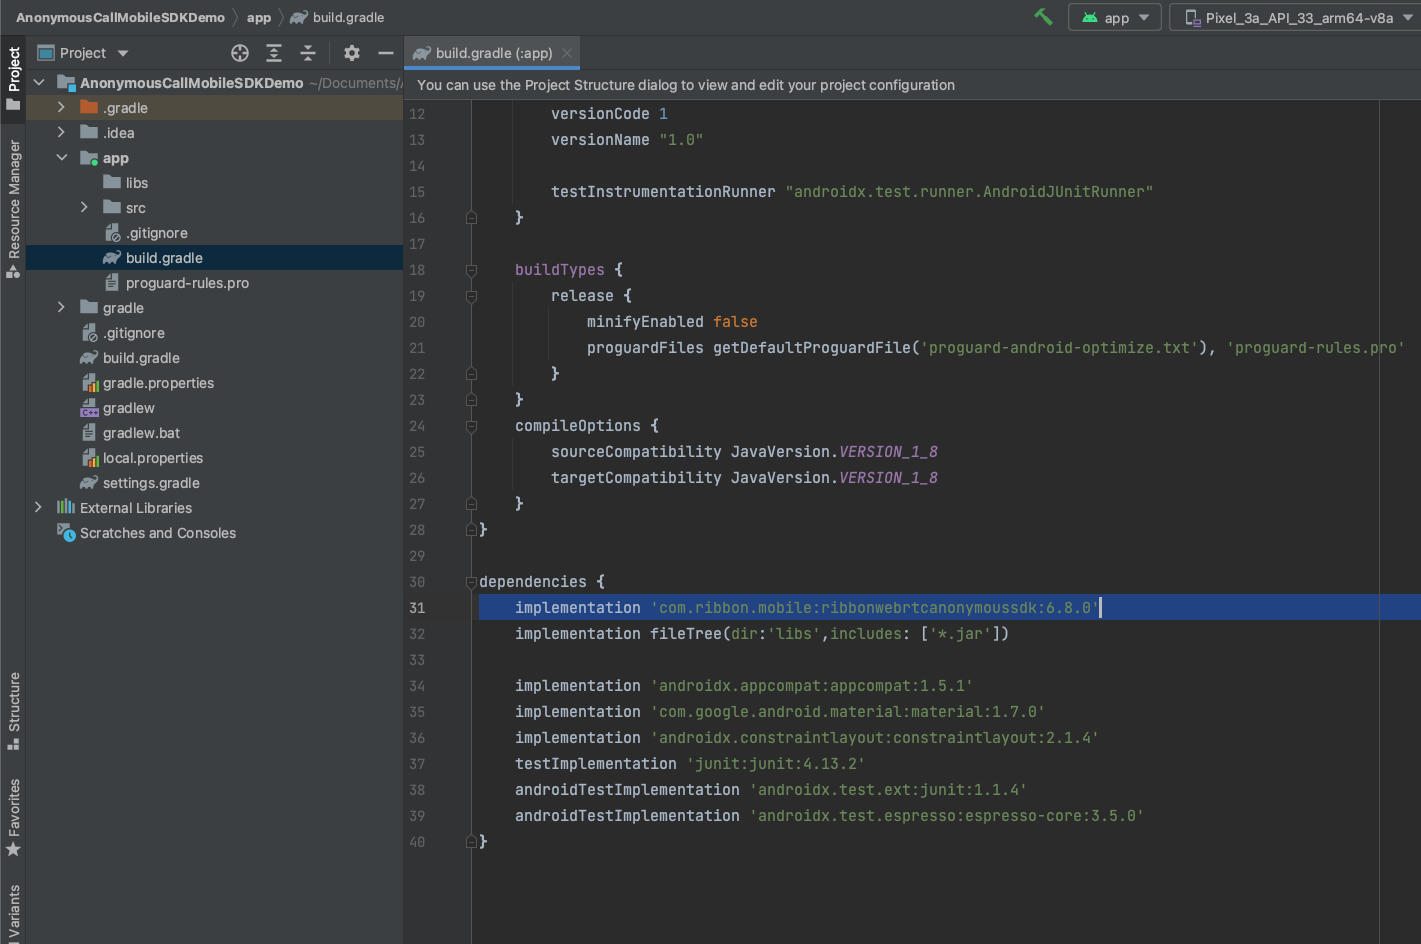 AnonymousCallMobileSDKDemo app build.gradle
app
Pixel_3a_API_33_arm64-v8a
Project
Resource Manager
Structure
Favorites
Variants
Project
AnonymousCallMobileSDKDemo ~/Documents/
.gradle
.idea
app
libs
src
.gitignore
build.gradle
proguard-rules.pro
gradle
.gitignore
build.gradle
gradle.properties
gradlew
gradlew.bat
local.properties
settings.gradle
External Libraries
Scratches and Consoles
build.gradle (:app)
You can use the Project Structure dialog to view and edit your project configuration
12 versionCode 1
13 versionName "1.0"
14
15 testInstrumentationRunner "androidx.test.runner.AndroidJUnitRunner"
16 }
17
18 buildTypes {
19 release {
20 minifyEnabled false
21 proguardFiles getDefaultProguardFile('proguard-android-optimize.txt'), 'proguard-rules.pro'
22 }
23 }
24 compileOptions {
25 sourceCompatibility JavaVersion.VERSION_1_8
26 targetCompatibility JavaVersion.VERSION_1_8
27 }
28 }
29
30 dependencies {
31 implementation 'com.ribbon.mobile:ribbonwebrtcanonymoussdk:6.8.0'
32 implementation fileTree(dir:'libs',includes: ['*.jar'])
33
34 implementation 'androidx.appcompat:appcompat:1.5.1'
35 implementation 'com.google.android.material:material:1.7.0'
36 implementation 'androidx.constraintlayout:constraintlayout:2.1.4'
37 testImplementation 'junit:junit:4.13.2'
38 androidTestImplementation 'androidx.test.ext:junit:1.1.4'
39 androidTestImplementation 'androidx.test.espresso:espresso-core:3.5.0'
40 }